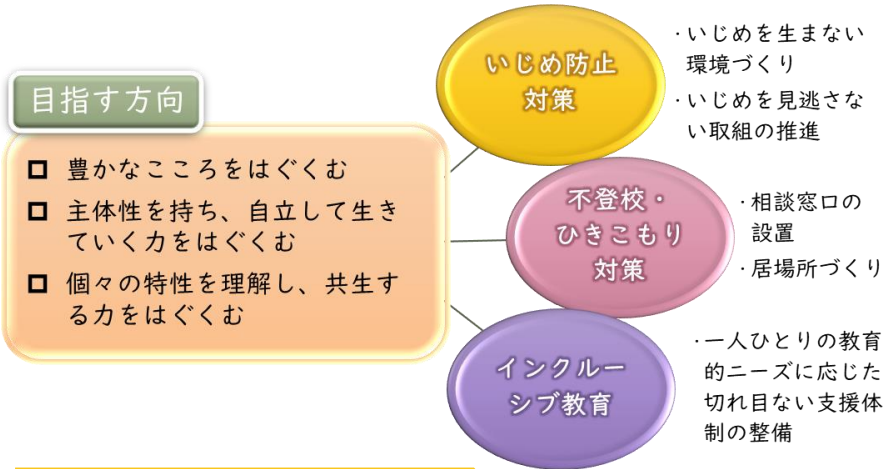 目指す方向
豊かなこころをはぐくむ
主体性を持ち、自立して生き
ていく力をはぐくむ
個々の特性を理解し、共生す
る力をはぐくむ
いじめ防止
対策
・いじめを生まない
環境づくり
・いじめを見逃さな
い取組の推進
不登校・
ひきこもり
対策
・相談窓口の
設置
・居場所づくり
インクルー
シブ教育
・一人ひとりの教育
的ニーズに応じた
切れ目ない支援体
制の整備